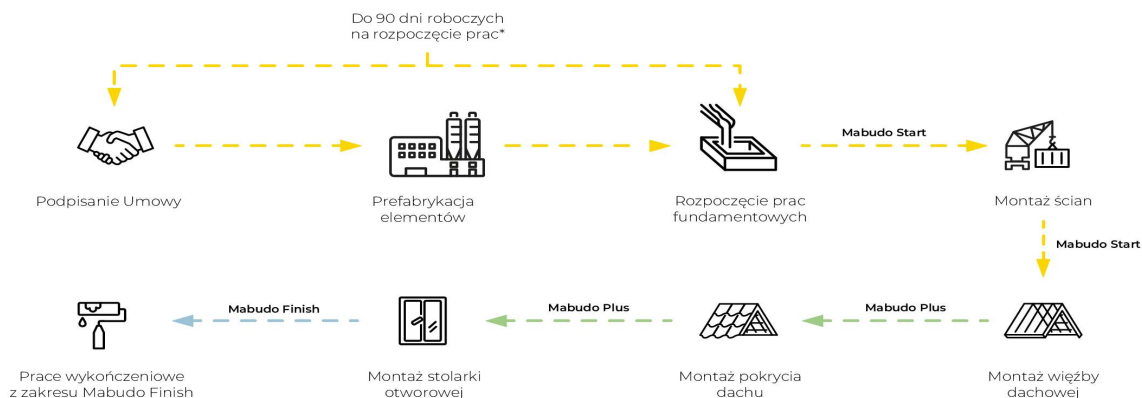 Do 90 dni roboczych
na rozpoczęcie prac*
Mabudo Start
Podpisanie Umowy
Prefabrykacja
elementów
Rozpoczęcie prac
fundamentowych
Montaż ścian
Mabudo Start
Mabudo Finish
Mabudo Plus
Mabudo Plus
Prace wykończeniowe
z zakresu Mabudo Finish
Montaż stolarki
otworowej
Montaż pokrycia
dachu
Montaż więźby
dachowej